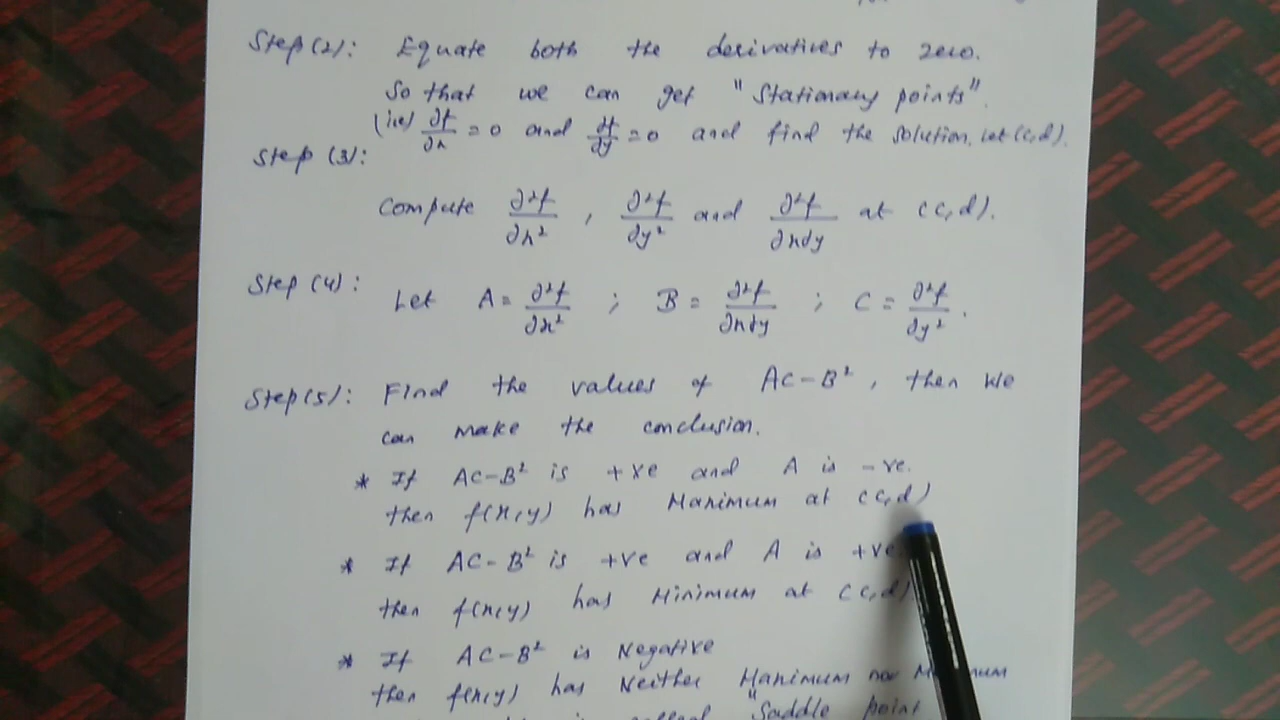 Step (2): Equate both the derivatives to zero.
So that we can get "Stationary points".
(ie) ∂f/∂x = 0 and ∂f/∂y = 0 and find the solution. Let (c,d).
Step (3):
Compute ∂²f/∂x² , ∂²f/∂y² and ∂²f/∂x∂y at (c,d).
Step (4): Let A = ∂²f/∂x² ; B = ∂²f/∂x∂y ; C = ∂²f/∂y² .
Step (5): Find the values of AC-B², then we
can make the conclusion.
* If AC-B² is +ve and A is -ve.
then f(x,y) has Maximum at (c,d)
* If AC-B² is +ve and A is +ve
then f(x,y) has Minimum at (c,d)
* If AC-B² is Negative
then f(x,y) has Neither Maximum nor
called "Saddle point